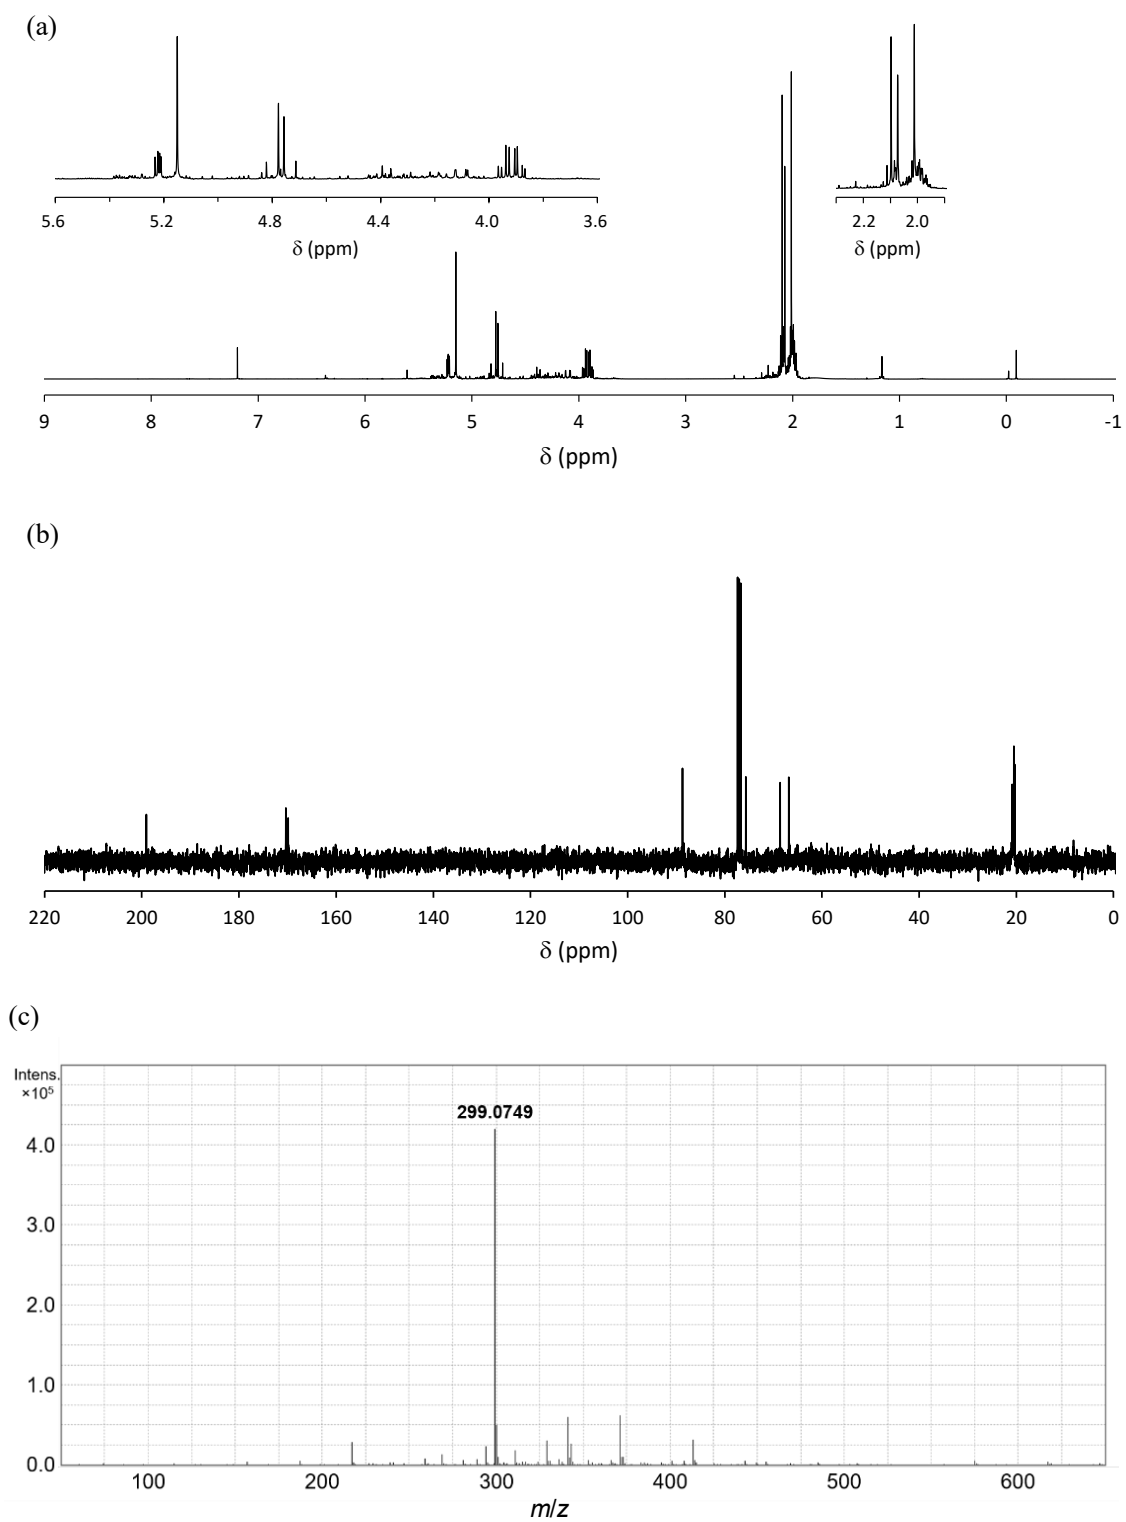 (a)
5.6 5.2 4.8 4.4 4.0 3.6
δ (ppm)
2.2 2.0
δ (ppm)
9 8 7 6 5 4 3 2 1 0 -1
δ (ppm)
(b)
220 200 180 160 140 120 100 80 60 40 20 0
δ (ppm)
(c)
Intens.
×10⁵
299.0749
4.0
3.0
2.0
1.0
0.0
100 200 300 400 500 600
m/z